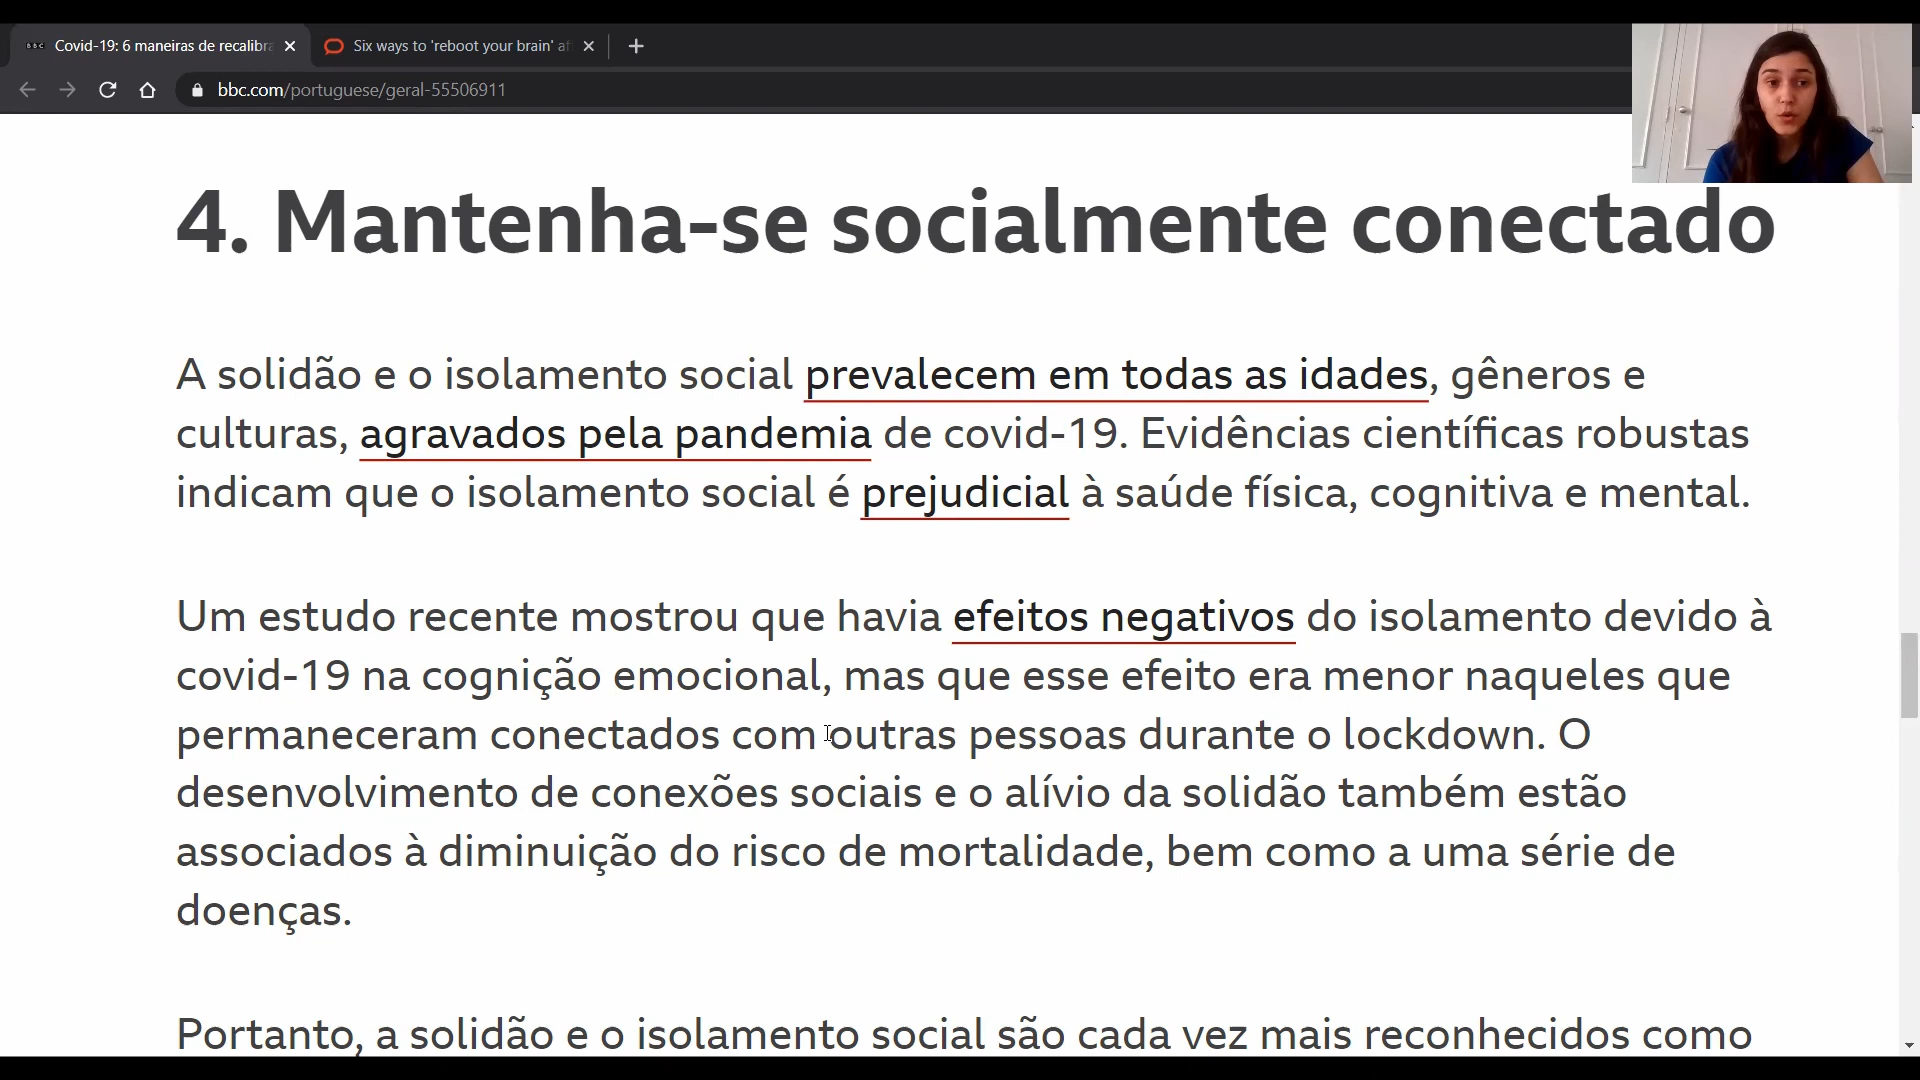 BBC Covid-19: 6 maneiras de recalibra
Six ways to 'reboot your brain' af
bbc.com/portuguese/geral-55506911
4. Mantenha-se socialmente conectado
A solidão e o isolamento social prevalecem em todas as idades, gêneros e
culturas, agravados pela pandemia de covid-19. Evidências científicas robustas
indicam que o isolamento social é prejudicial à saúde física, cognitiva e mental.
Um estudo recente mostrou que havia efeitos negativos do isolamento devido à
covid-19 na cognição emocional, mas que esse efeito era menor naqueles que
permaneceram conectados com outras pessoas durante o lockdown. O
desenvolvimento de conexões sociais e o alívio da solidão também estão
associados à diminuição do risco de mortalidade, bem como a uma série de
doenças.
Portanto, a solidão e o isolamento social são cada vez mais reconhecidos como